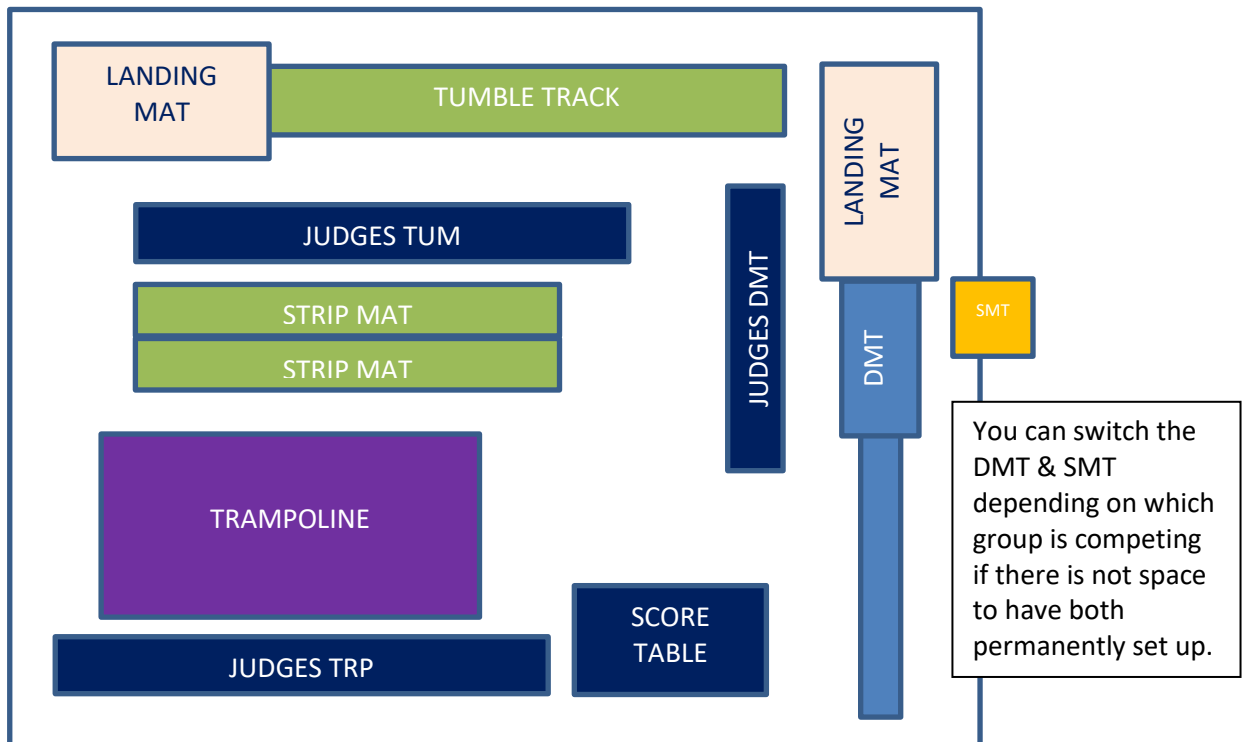 LANDING
MAT
TUMBLE TRACK
LANDING
MAT
JUDGES TUM
JUDGES DMT
STRIP MAT
STRIP MAT
DMT
SMT
You can switch the
DMT & SMT
depending on which
group is competing
if there is not space
to have both
permanently set up.
TRAMPOLINE
SCORE
TABLE
JUDGES TRP